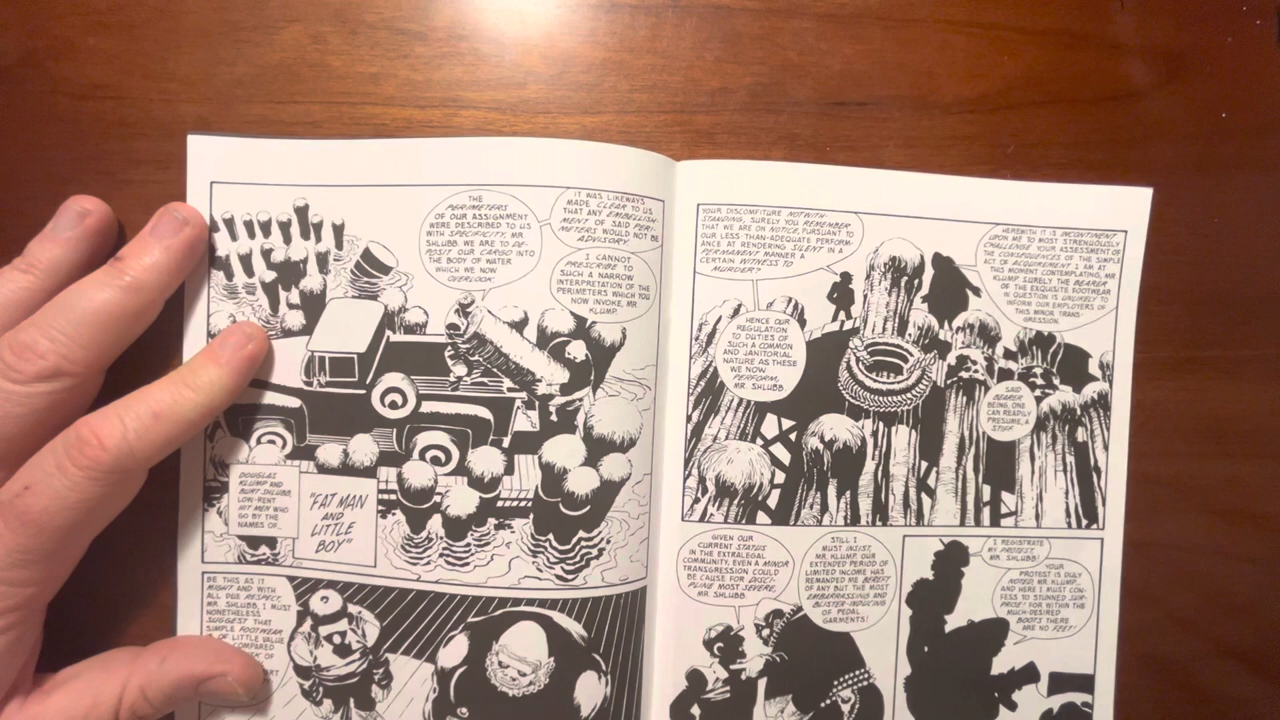 THE
PERIMETERS
OF OUR ASSIGNMENT
WERE DESCRIBED TO US
WITH SPECIFICITY, MR.
SHLUBB. WE ARE TO DE-
POSIT OUR CARGO INTO
THE BODY OF WATER
WHICH WE NOW
OVERLOOK.
IT WAS LIKEWAYS
MADE CLEAR TO US
THAT ANY EMBELLISH-
MENT OF SAID PERI-
METERS WOULD NOT BE
ADVISORY.
I CANNOT
PRESCRIBE TO
SUCH A NARROW
INTERPRETATION OF THE
PERIMETERS WHICH YOU
NOW INVOKE, MR.
KLUMP.
DOUGLAS
KLUMP AND
BURT SHLUBB,
LOW-RENT
HIT MEN WHO
GO BY THE
NAMES OF...
"FAT MAN
AND
LITTLE
BOY"
BE THIS AS IT
MIGHT AND WITH
ALL DUE RESPECT,
MR. SHLUBB, I MUST
NONETHELESS
SUGGEST THAT
SIMPLE FOOTWEAR
OF LITTLE VALUE
COMPARED
OF
YOUR DISCOMFITURE NOTWITH-
STANDING, SURELY YOU REMEMBER
THAT WE ARE ON NOTICE, PURSUANT TO
OUR LESS-THAN-ADEQUATE PERFORM-
ANCE AT RENDERING SILENT IN A
PERMANENT MANNER A
CERTAIN WITNESS TO
MURDER?
HENCE OUR
REGULATION
TO DUTIES OF
SUCH A COMMON
AND JANITORIAL
NATURE AS THESE
WE NOW
PERFORM,
MR. SHLUBB.
HEREWITH IT IS INCONTINENT
UPON ME TO MOST STRENUOUSLY
CHALLENGE YOUR ASSESSMENT OF
THE CONSEQUENCES OF THE SIMPLE
ACT OF ACQUIREMENT I AM AT
THIS MOMENT CONTEMPLATING, MR.
KLUMP. SURELY THE BEARER
OF THE EXQUISITE FOOTWEAR
IN QUESTION IS UNLIKELY TO
INFORM OUR EMPLOYERS OF
THIS MINOR TRANS-
GRESSION.
SAID
BEARER
BEING, ONE
CAN READILY
PRESUME, A
STIFF.
GIVEN OUR
CURRENT STATUS
IN THE EXTRALEGAL
COMMUNITY, EVEN A MINOR
TRANSGRESSION COULD
BE CAUSE FOR DISCI-
PLINE MOST SEVERE,
MR. SHLUBB.
STILL I
MUST INSIST,
MR. KLUMP. OUR
EXTENDED PERIOD OF
LIMITED INCOME HAS
REMANDED ME BEREFT
OF ANY BUT THE MOST
EMBARRASSING AND
BLISTER-INDUCING
OF PEDAL
GARMENTS!
I REGISTRATE
MY PROTEST,
MR. SHLUBB!
YOUR
PROTEST IS DULY
NOTED, MR. KLUMP...
AND HERE I MUST CON-
FESS TO STUNNED SUR-
PRISE! FOR WITHIN THE
MUCH-DESIRED
BOOTS THERE
ARE NO FEET!